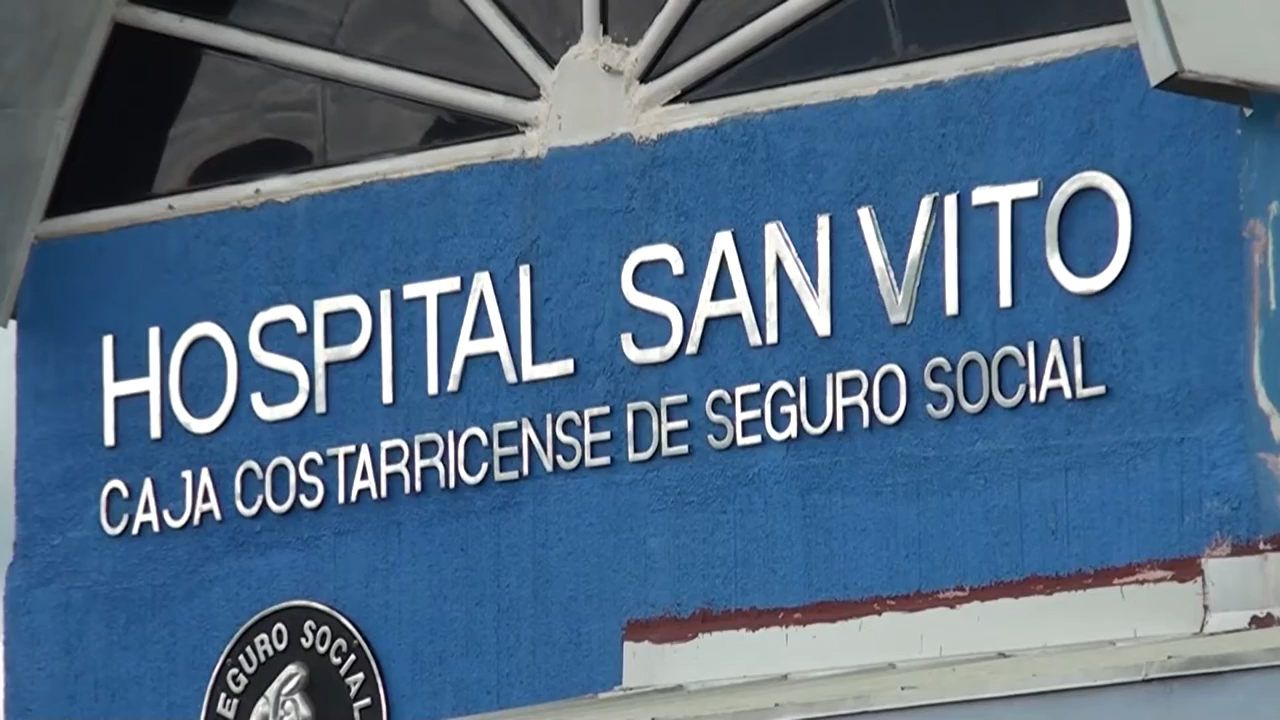 HOSPITAL SAN VITO
CAJA COSTARRICENSE DE SEGURO SOCIAL
SEGURO SOCIAL